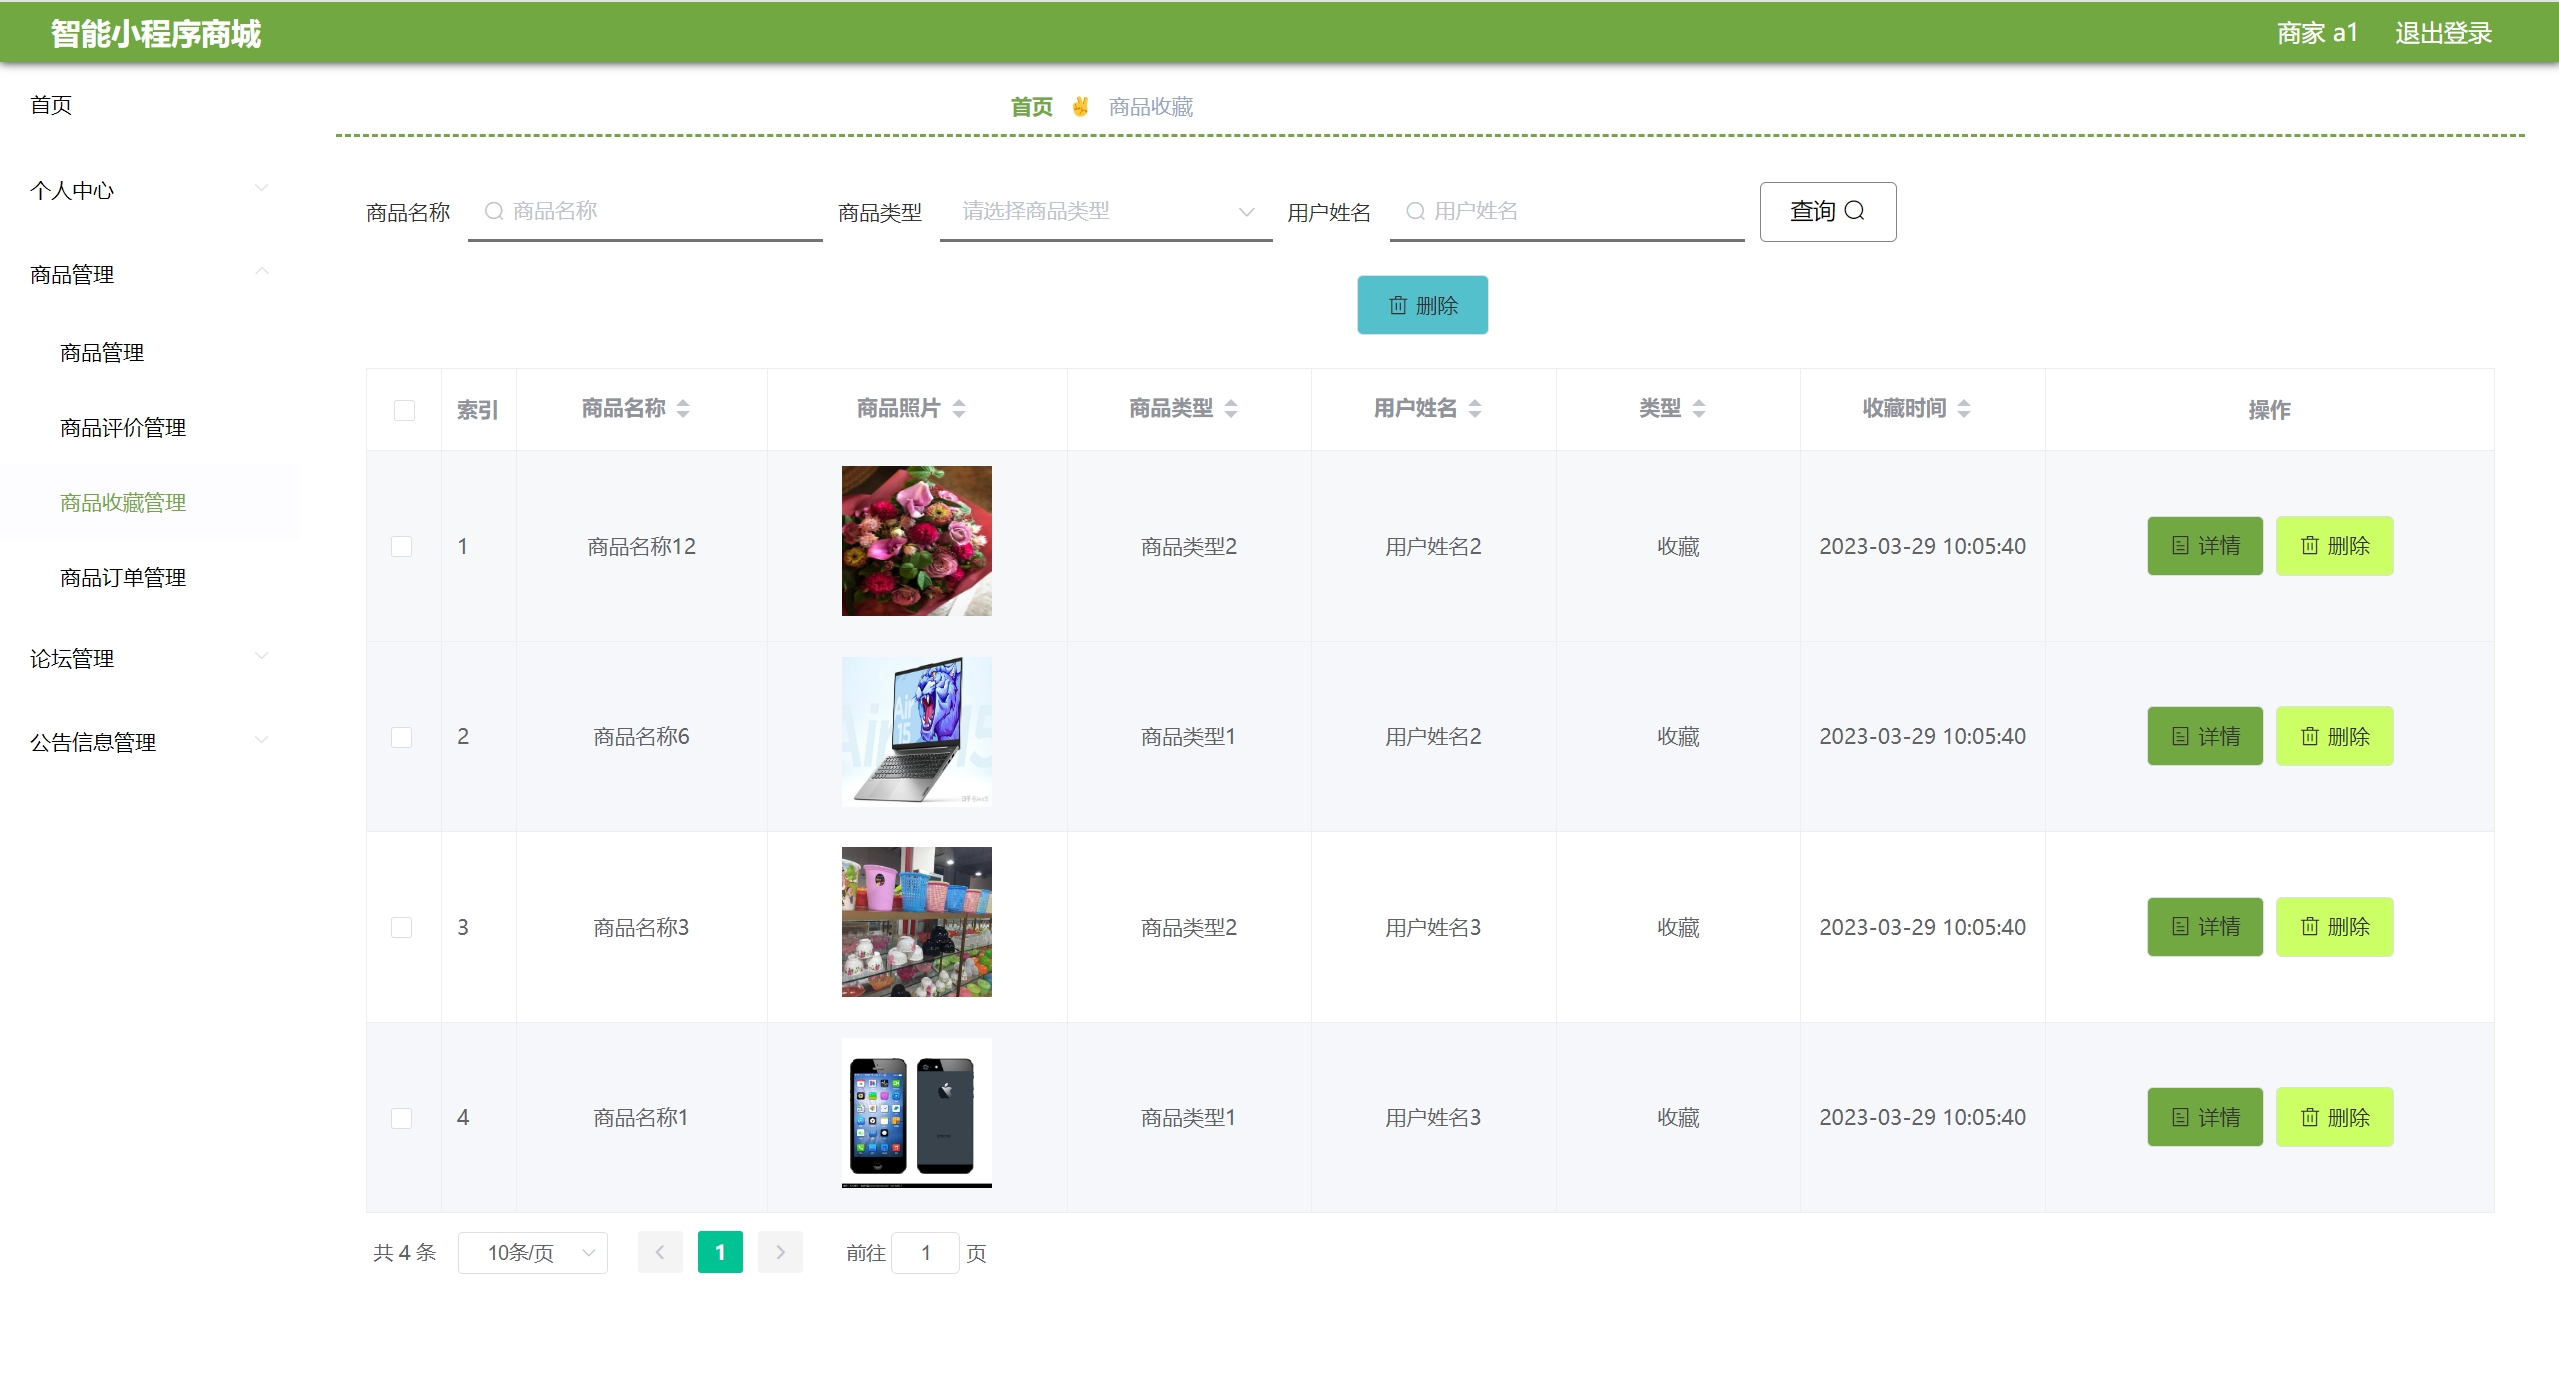 智能小程序商城
商家 a1 退出登录
首页
个人中心
商品管理
商品管理
商品评价管理
商品收藏管理
商品订单管理
论坛管理
公告信息管理
首页 ✌ 商品收藏
商品名称 商品名称 商品类型 请选择商品类型 用户姓名 用户姓名 查询
删除
索引 商品名称 商品照片 商品类型 用户姓名 类型 收藏时间 操作
1 商品名称12 商品类型2 用户姓名2 收藏 2023-03-29 10:05:40 详情 删除
Air
15
2 商品名称6 商品类型1 用户姓名2 收藏 2023-03-29 10:05:40 详情 删除
3 商品名称3 商品类型2 用户姓名3 收藏 2023-03-29 10:05:40 详情 删除
4 商品名称1 商品类型1 用户姓名3 收藏 2023-03-29 10:05:40 详情 删除
共 4 条 10条/页 1 前往 1 页